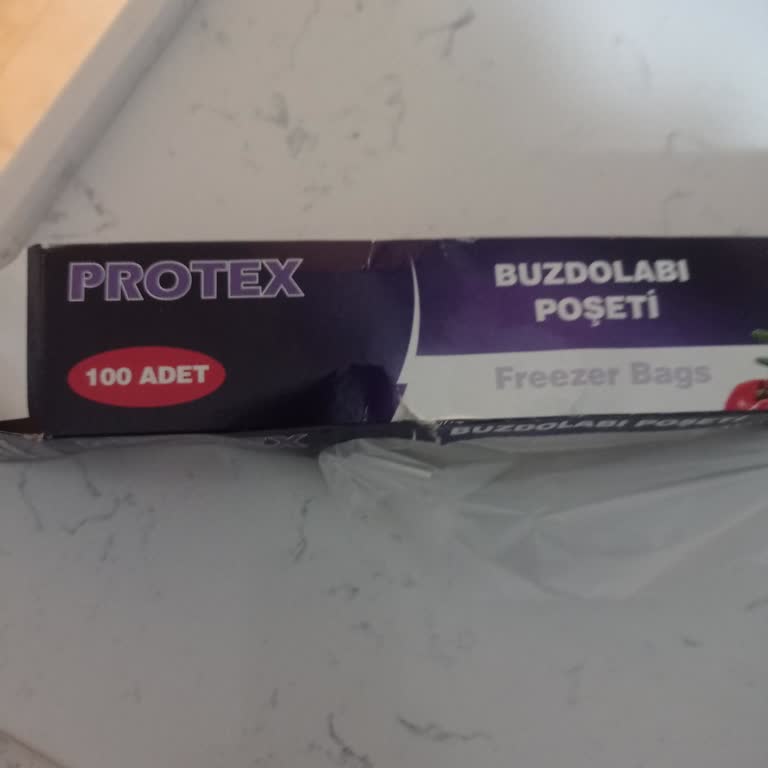 PROTEX
100 ADET
BUZDOLABI
POŞETİ
Freezer Bags
BUZDOLABI POŞETİ